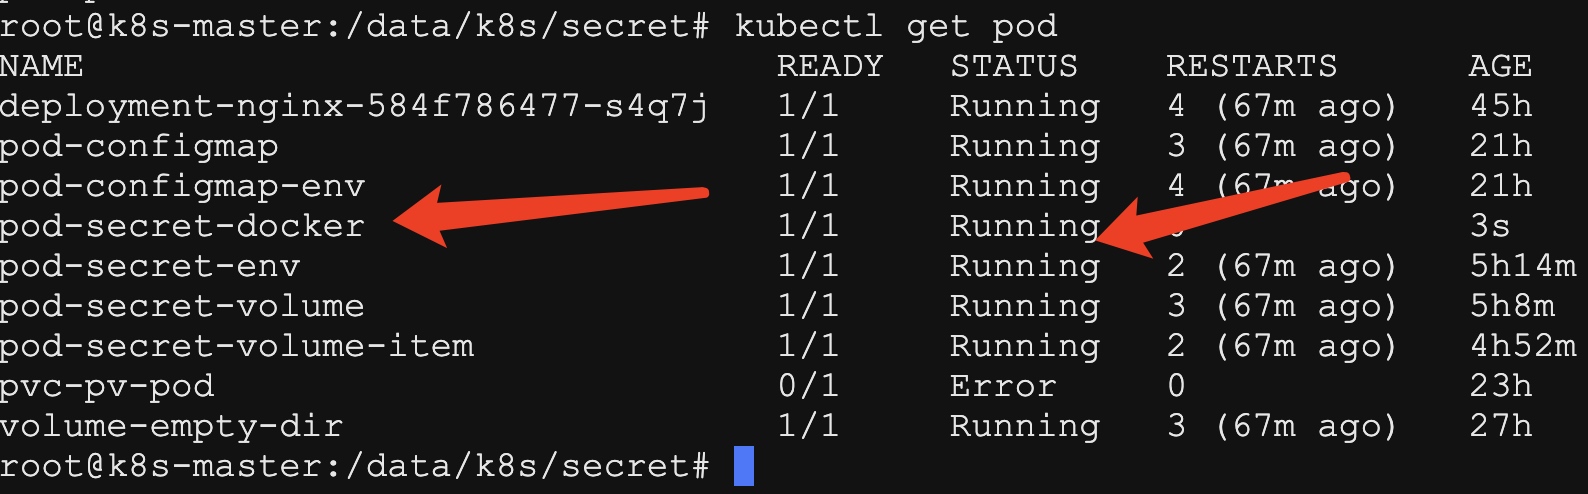 root@k8s-master:/data/k8s/secret# kubectl get pod
NAME READY STATUS RESTARTS AGE
deployment-nginx-584f786477-s4q7j 1/1 Running 4 (67m ago) 45h
pod-configmap 1/1 Running 3 (67m ago) 21h
pod-configmap-env 1/1 Running 4 (67m ago) 21h
pod-secret-docker 1/1 Running 3s
pod-secret-env 1/1 Running 2 (67m ago) 5h14m
pod-secret-volume 1/1 Running 3 (67m ago) 5h8m
pod-secret-volume-item 1/1 Running 2 (67m ago) 4h52m
pvc-pv-pod 0/1 Error 0 23h
volume-empty-dir 1/1 Running 3 (67m ago) 27h
root@k8s-master:/data/k8s/secret#